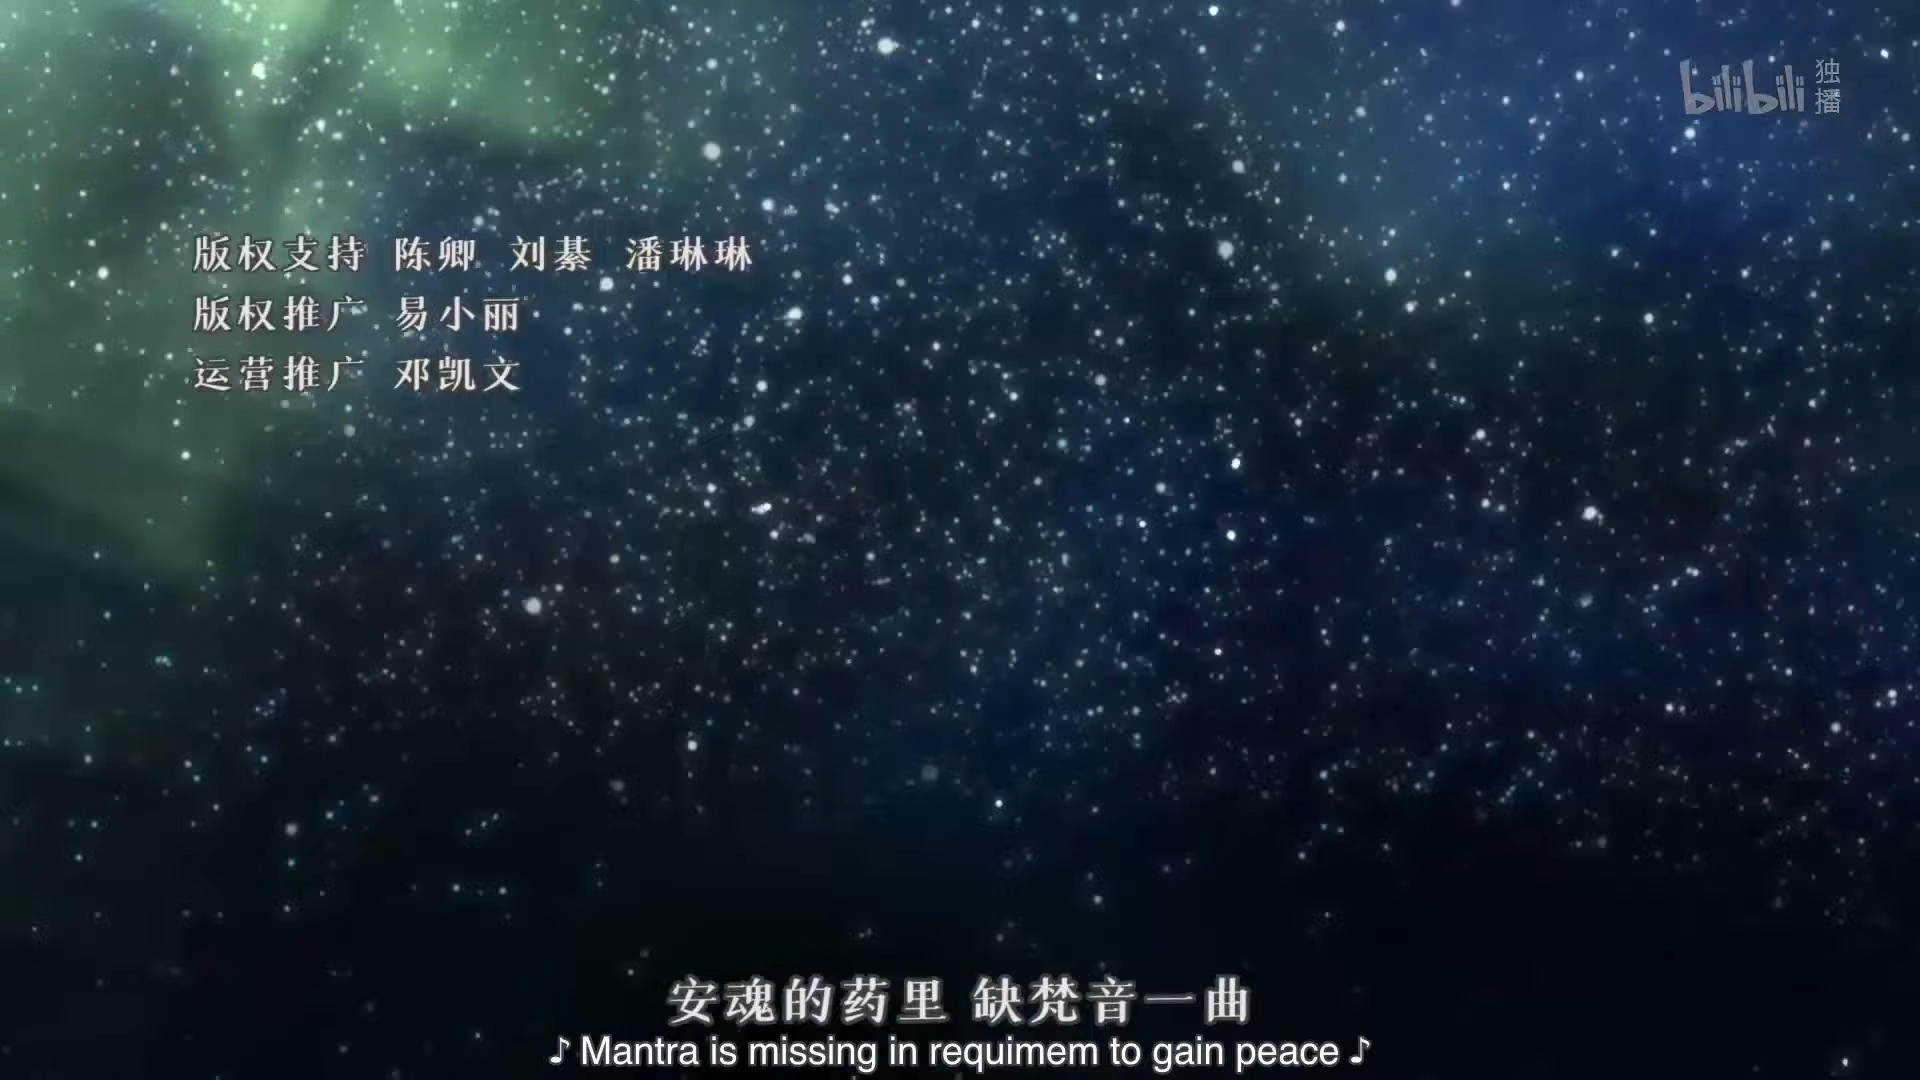 bilibili 独播
版权支持 陈卿 刘綦 潘琳琳
版权推广 易小丽
运营推广 邓凯文
安魂的药里 缺梵音一曲
♪ Mantra is missing in requimem to gain peace ♪